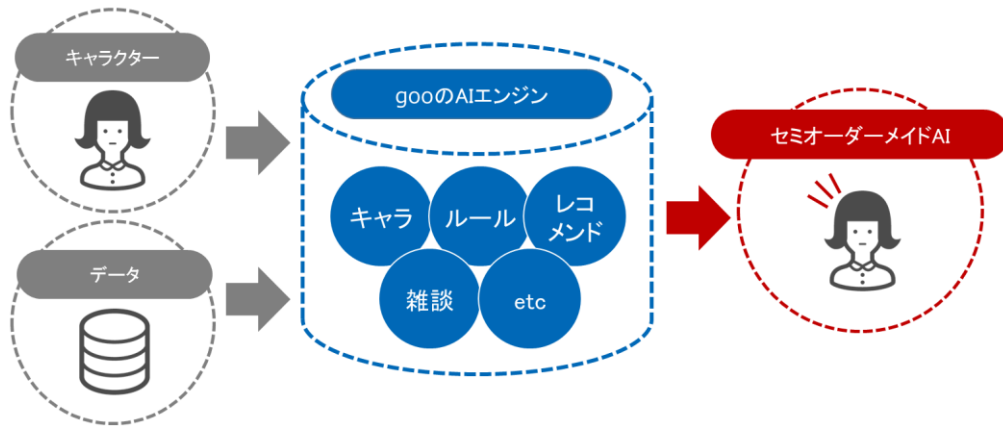 キャラクター
データ
gooのAIエンジン
キャラ
ルール
レコ
メンド
雑談
etc
セミオーダーメイドAI